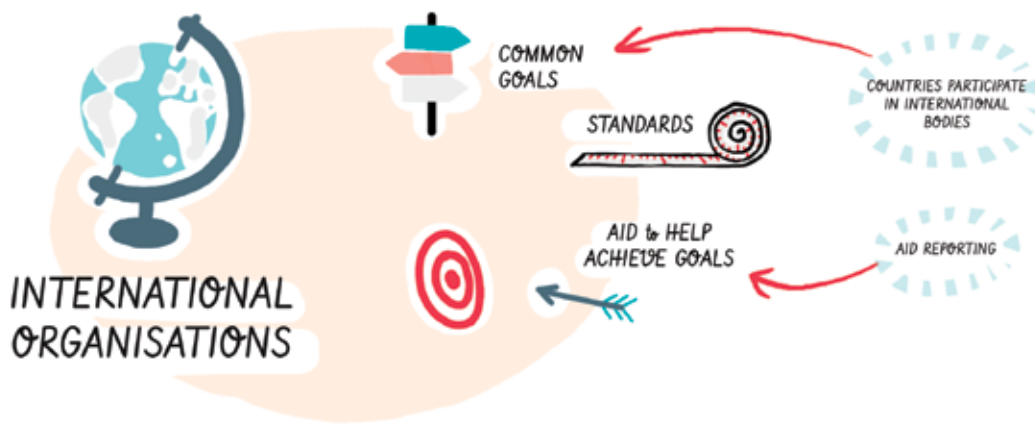 INTERNATIONAL
ORGANISATIONS
COMMON
GOALS
STANDARDS
AID to HELP
ACHIEVE GOALS
COUNTRIES PARTICIPATE
IN INTERNATIONAL
BODIES
AID REPORTING